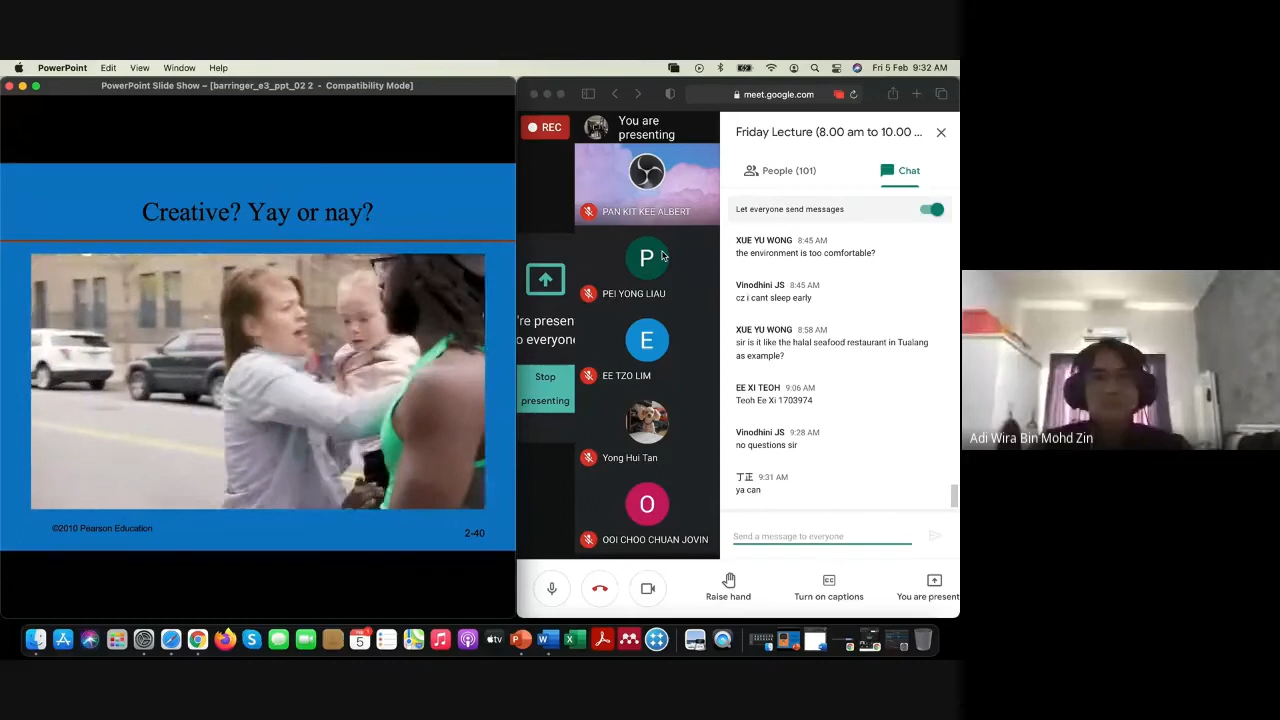 PowerPoint Edit View Window Help
Fri 5 Feb 9:32 AM
PowerPoint Slide Show – [barringer_e3_ppt_02 2 - Compatibility Mode]
Creative? Yay or nay?
©2010 Pearson Education
2-40
meet.google.com
REC
You are
presenting
PAN KIT KEE ALBERT
P
PEI YONG LIAU
E
EE TZO LIM
Yong Hui Tan
O
OOI CHOO CHUAN JOVIN
're presen
o everyone
Stop
presenting
Friday Lecture (8.00 am to 10.00 ...
People (101)
Chat
Let everyone send messages
XUE YU WONG 8:45 AM
the environment is too comfortable?
Vinodhini JS 8:45 AM
cz i cant sleep early
XUE YU WONG 8:58 AM
sir is it like the halal seafood restaurant in Tualang
as example?
EE XI TEOH 9:06 AM
Teoh Ee Xi 1703974
Vinodhini JS 9:28 AM
no questions sir
丁正 9:31 AM
ya can
Send a message to everyone
Raise hand
Turn on captions
You are present
5
tv
Adi Wira Bin Mohd Zin